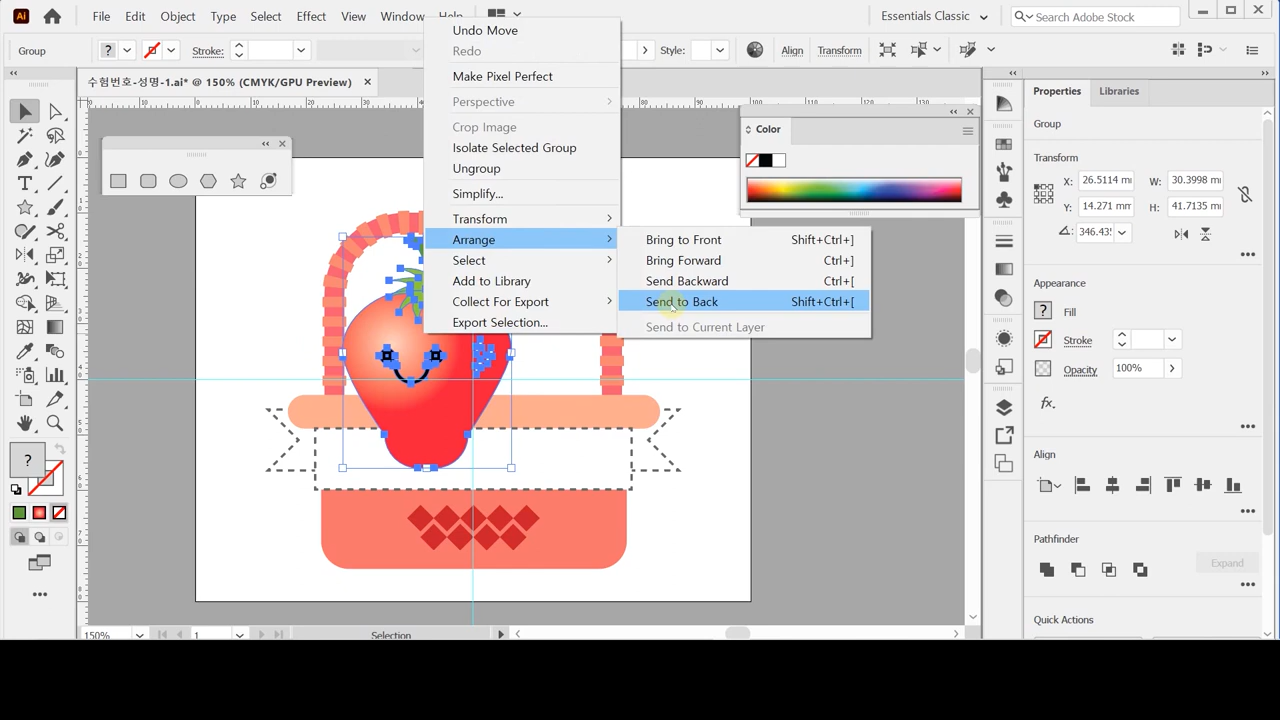 Ai File Edit Object Type Select Effect View Window Help Essentials Classic Search Adobe Stock
Group ? Stroke: Style: Align Transform
수험번호-성명-1.ai* @ 150% (CMYK/GPU Preview)
Undo Move
Redo
Make Pixel Perfect
Perspective
Crop Image
Isolate Selected Group
Ungroup
Simplify...
Transform
Arrange
Select
Add to Library
Collect For Export
Export Selection...
Bring to Front Shift+Ctrl+]
Bring Forward Ctrl+]
Send Backward Ctrl+[
Send to Back Shift+Ctrl+[
Send to Current Layer
Color
Properties Libraries
Group
Transform
X: 26.5114 m W: 30.3998 m
Y: 14.271 mm H: 41.7135 m
346.43
Appearance
? Fill
Stroke
Opacity 100%
fx.
Align
Pathfinder
Expand
Quick Actions
?
150% 1 Selection